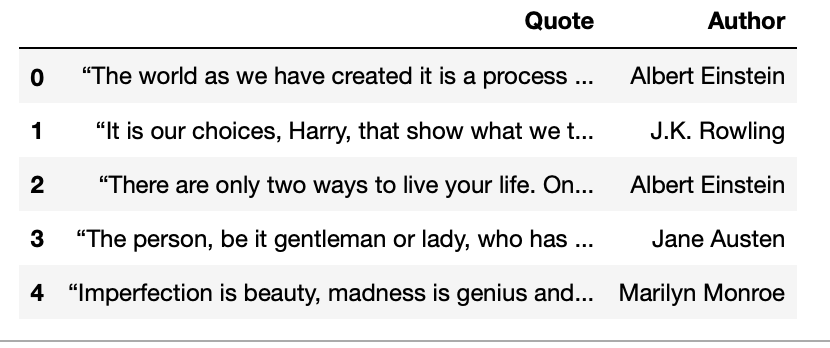 Quote Author
0 “The world as we have created it is a process ... Albert Einstein
1 “It is our choices, Harry, that show what we t... J.K. Rowling
2 “There are only two ways to live your life. On... Albert Einstein
3 “The person, be it gentleman or lady, who has ... Jane Austen
4 “Imperfection is beauty, madness is genius and... Marilyn Monroe